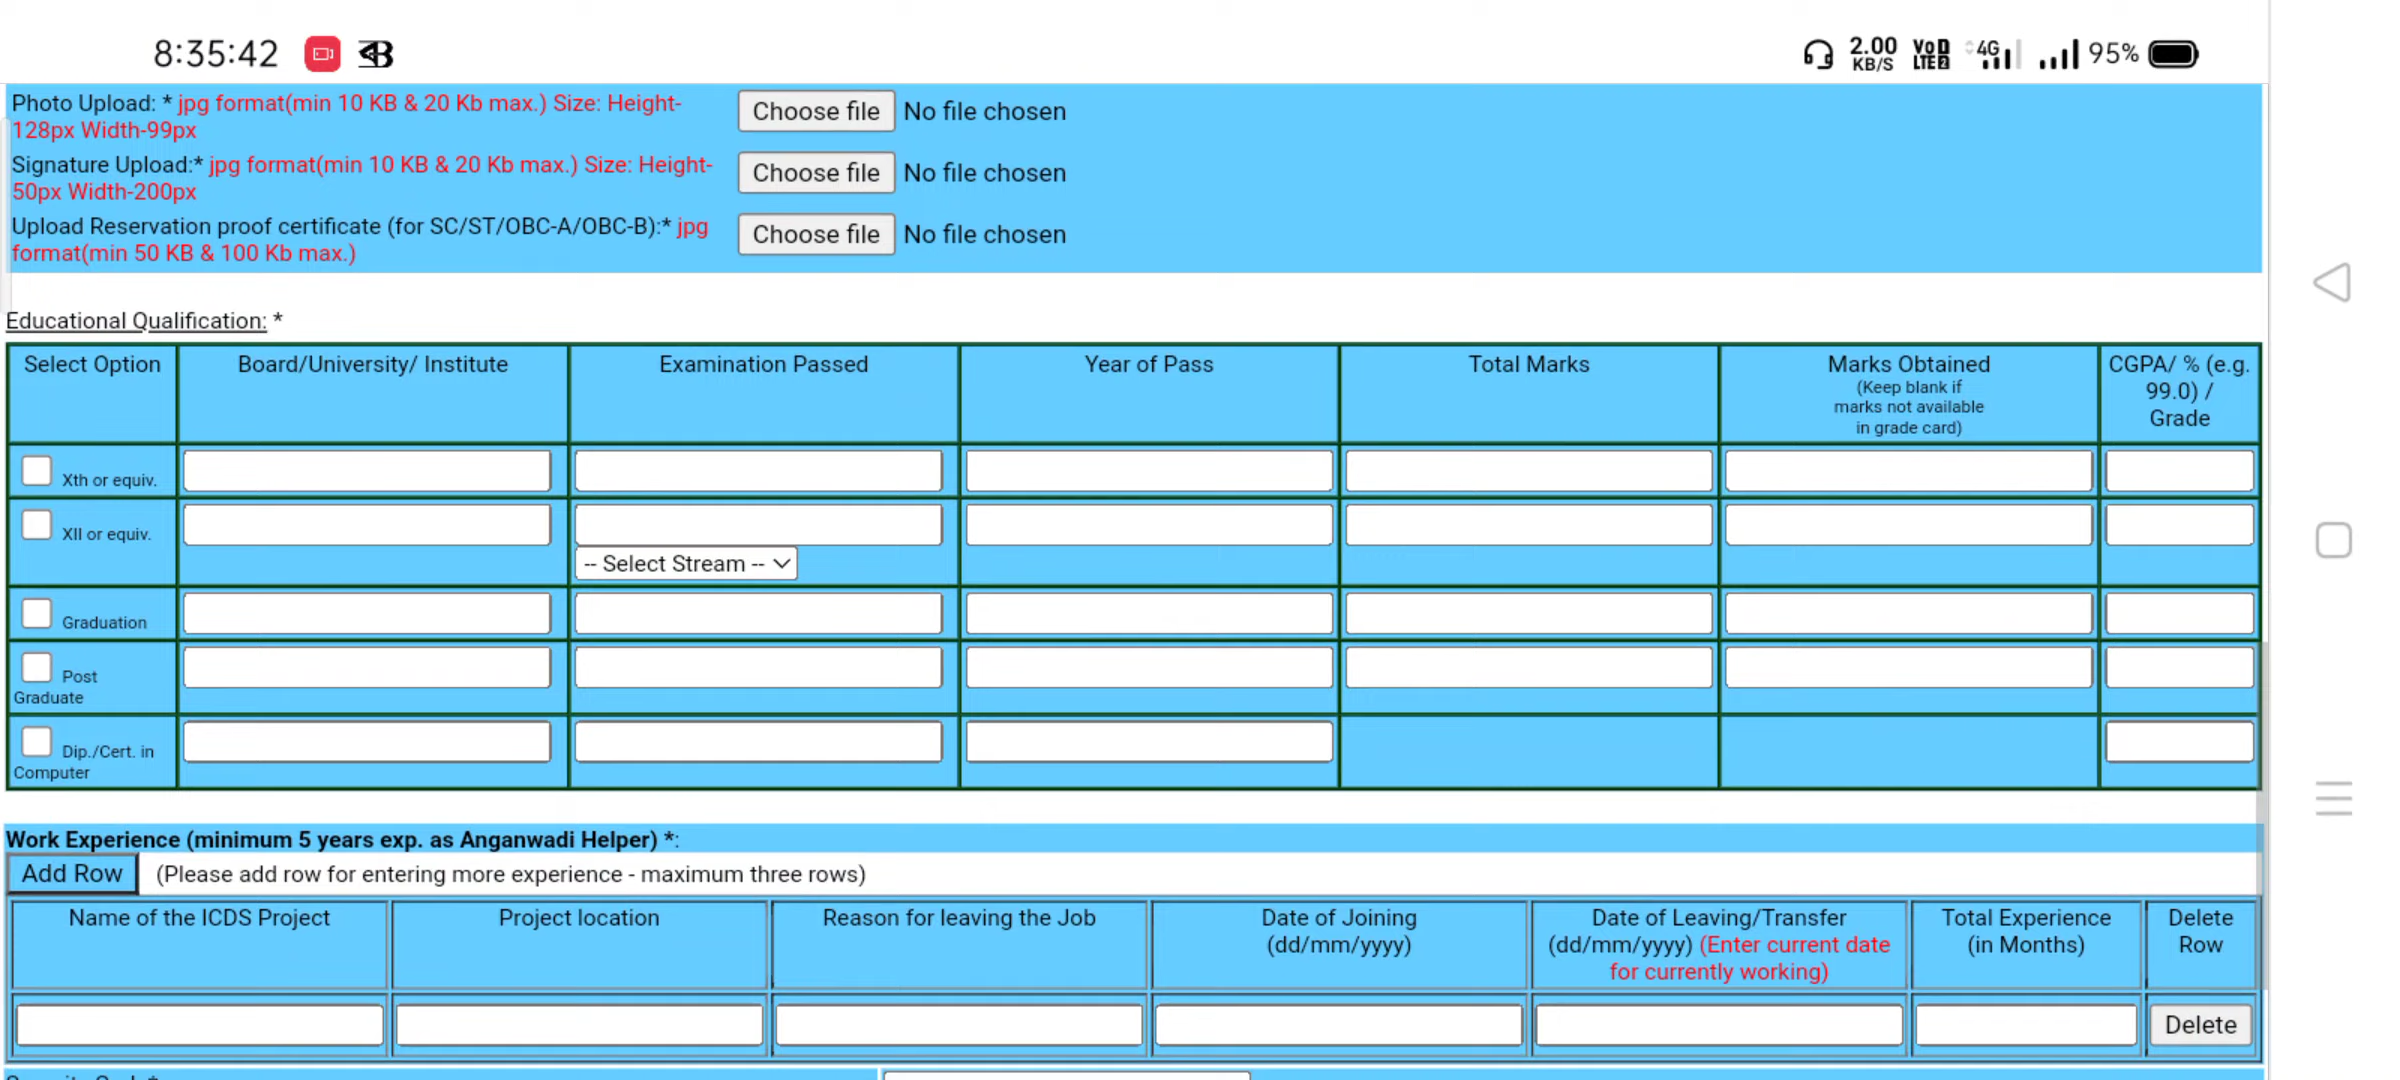 8:35:42
2.00 KB/S
VoD LTE2
4G
95%
Photo Upload: * jpg format(min 10 KB & 20 Kb max.) Size: Height-
128px Width-99px
Choose file No file chosen
Signature Upload:* jpg format(min 10 KB & 20 Kb max.) Size: Height-
50px Width-200px
Choose file No file chosen
Upload Reservation proof certificate (for SC/ST/OBC-A/OBC-B):* jpg
format(min 50 KB & 100 Kb max.)
Choose file No file chosen
Educational Qualification: *
Select Option
Board/University/ Institute
Examination Passed
Year of Pass
Total Marks
Marks Obtained
(Keep blank if
marks not available
in grade card)
CGPA/ % (e.g.
99.0) /
Grade
Xth or equiv.
XII or equiv.
-- Select Stream --
Graduation
Post
Graduate
Dip./Cert. in
Computer
Work Experience (minimum 5 years exp. as Anganwadi Helper) *:
Add Row (Please add row for entering more experience - maximum three rows)
Name of the ICDS Project
Project location
Reason for leaving the Job
Date of Joining
(dd/mm/yyyy)
Date of Leaving/Transfer
(dd/mm/yyyy) (Enter current date
for currently working)
Total Experience
(in Months)
Delete
Row
Delete